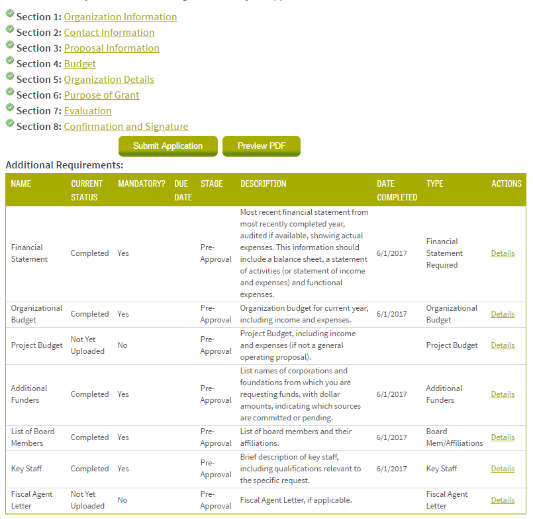 Section 1: Organization Information
Section 2: Contact Information
Section 3: Proposal Information
Section 4: Budget
Section 5: Organization Details
Section 6: Purpose of Grant
Section 7: Evaluation
Section 8: Confirmation and Signature
Submit Application Preview PDF
Additional Requirements:
NAME CURRENT STATUS MANDATORY? DUE DATE STAGE DESCRIPTION DATE COMPLETED TYPE ACTIONS
Financial Statement Completed Yes Pre-Approval
Most recent financial statement from
most recently completed year,
audited if available, showing actual
expenses. This information should
include a balance sheet, a statement
of activities (or statement of income
and expenses) and functional
expenses.
6/1/2017 Financial Statement Required Details
Organizational Budget Completed Yes Pre-Approval
Organization budget for current year,
including income and expenses.
6/1/2017 Organizational Budget Details
Project Budget Not Yet Uploaded No Pre-Approval
Project Budget, including income
and expenses (if not a general
operating proposal).
Project Budget Details
Additional Funders Completed Yes Pre-Approval
List names of corporations and
foundations from which you are
requesting funds, with dollar
amounts, indicating which sources
are committed or pending.
6/1/2017 Additional Funders Details
List of Board Members Completed Yes Pre-Approval
List of board members and their
affiliations.
6/1/2017 Board Mem/Affiliations Details
Key Staff Completed Yes Pre-Approval
Brief description of key staff,
including qualifications relevant to
the specific request.
6/1/2017 Key Staff Details
Fiscal Agent Letter Not Yet Uploaded No Pre-Approval
Fiscal Agent Letter, if applicable.
Fiscal Agent Letter Details